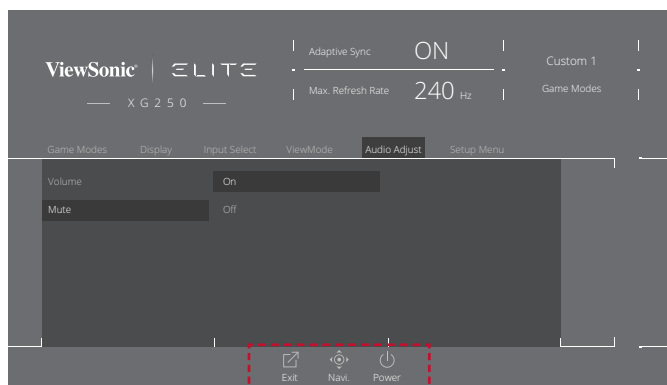 ViewSonic ELITE
XG250
Adaptive Sync ON
Max. Refresh Rate 240 Hz
Custom 1
Game Modes
Game Modes Display Input Select ViewMode Audio Adjust Setup Menu
Volume On
Mute Off
Exit Navi. Power